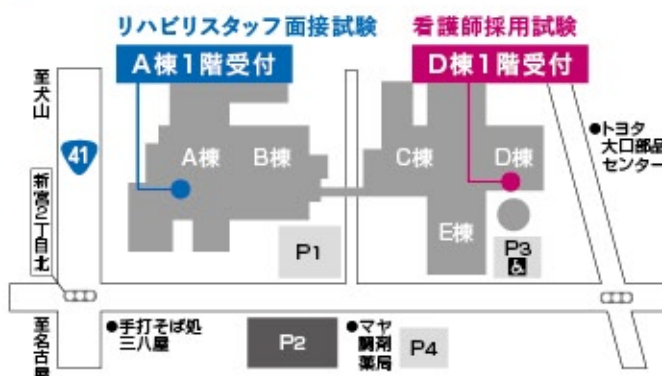 リハビリスタッフ面接試験
A棟1階受付
看護師採用試験
D棟1階受付
至犬山
41
新宮2丁目北
至名古屋
A棟
B棟
C棟
D棟
E棟
●トヨタ
大口部品
センター
P1
P3
●手打そば処
三八屋
P2
●マヤ
調剤
薬局
P4